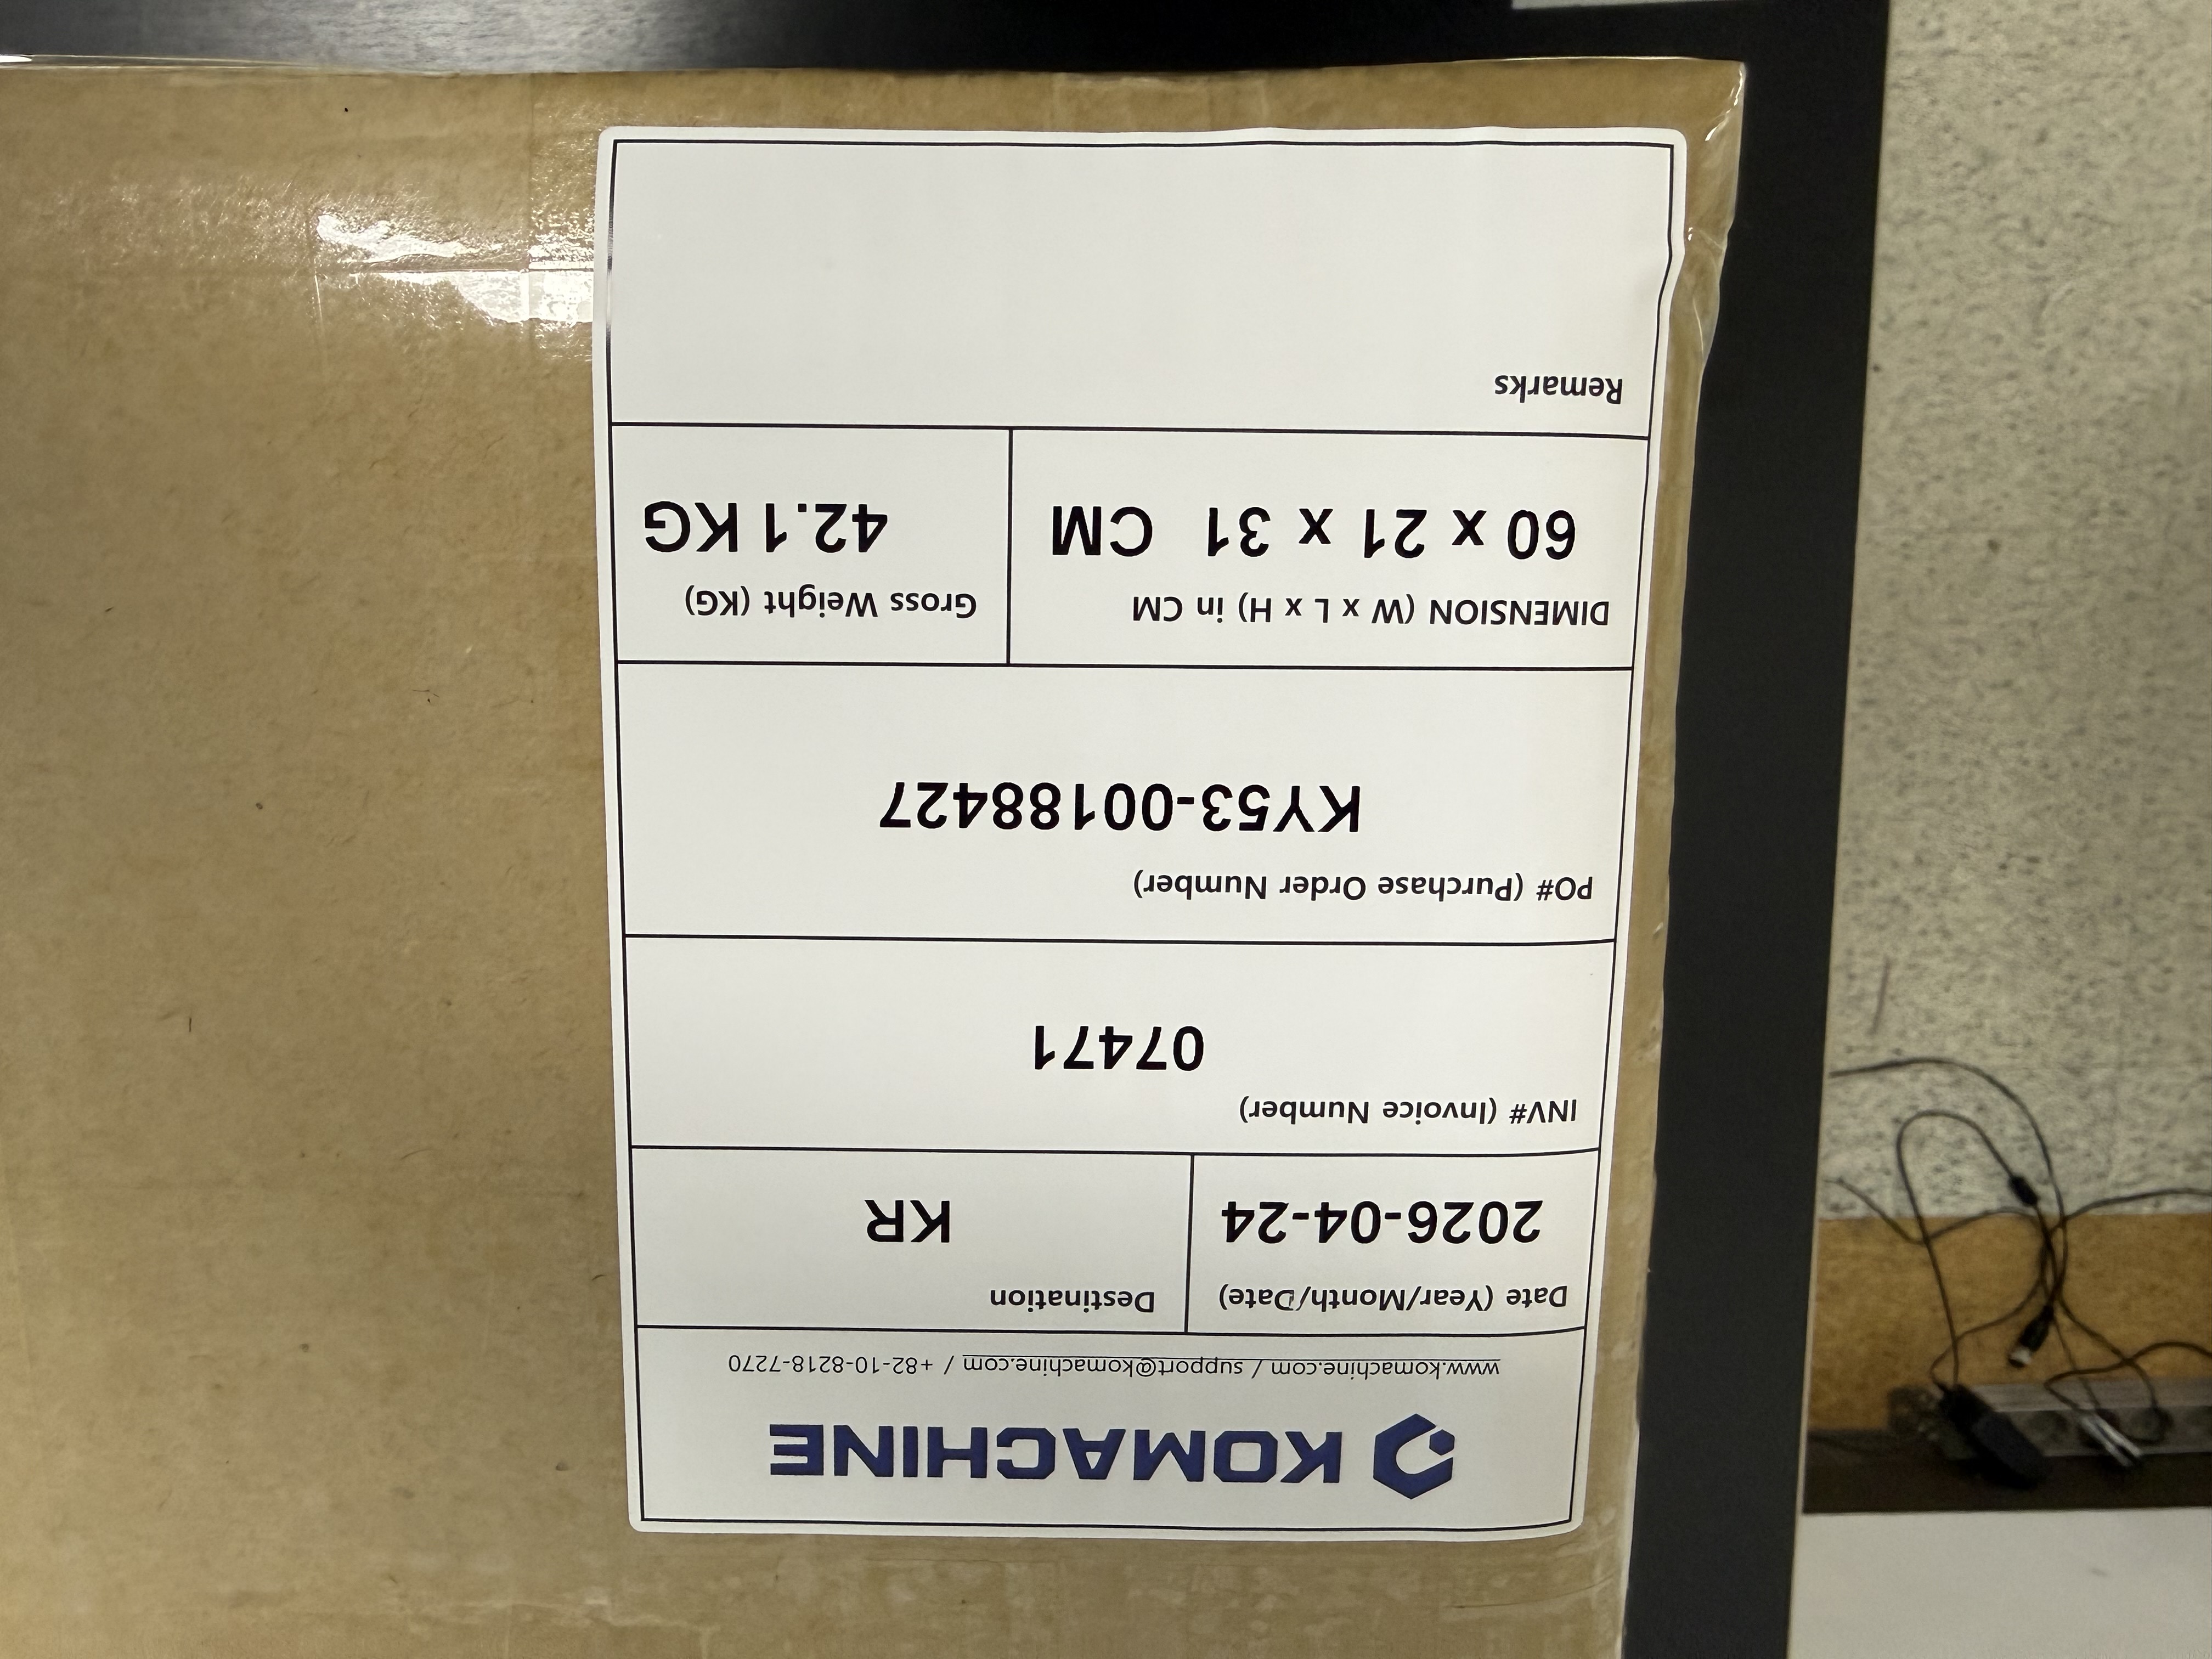 KOMACHINE
www.komachine.com / support@komachine.com / +82-10-8218-7270
Date (Year/Month/Date)
2026-04-24
Destination
KR
INV# (Invoice Number)
07471
PO# (Purchase Order Number)
KY53-00188427
DIMENSION (W x L x H) in CM
60 x 21 x 31 CM
Gross Weight (KG)
42.1 KG
Remarks